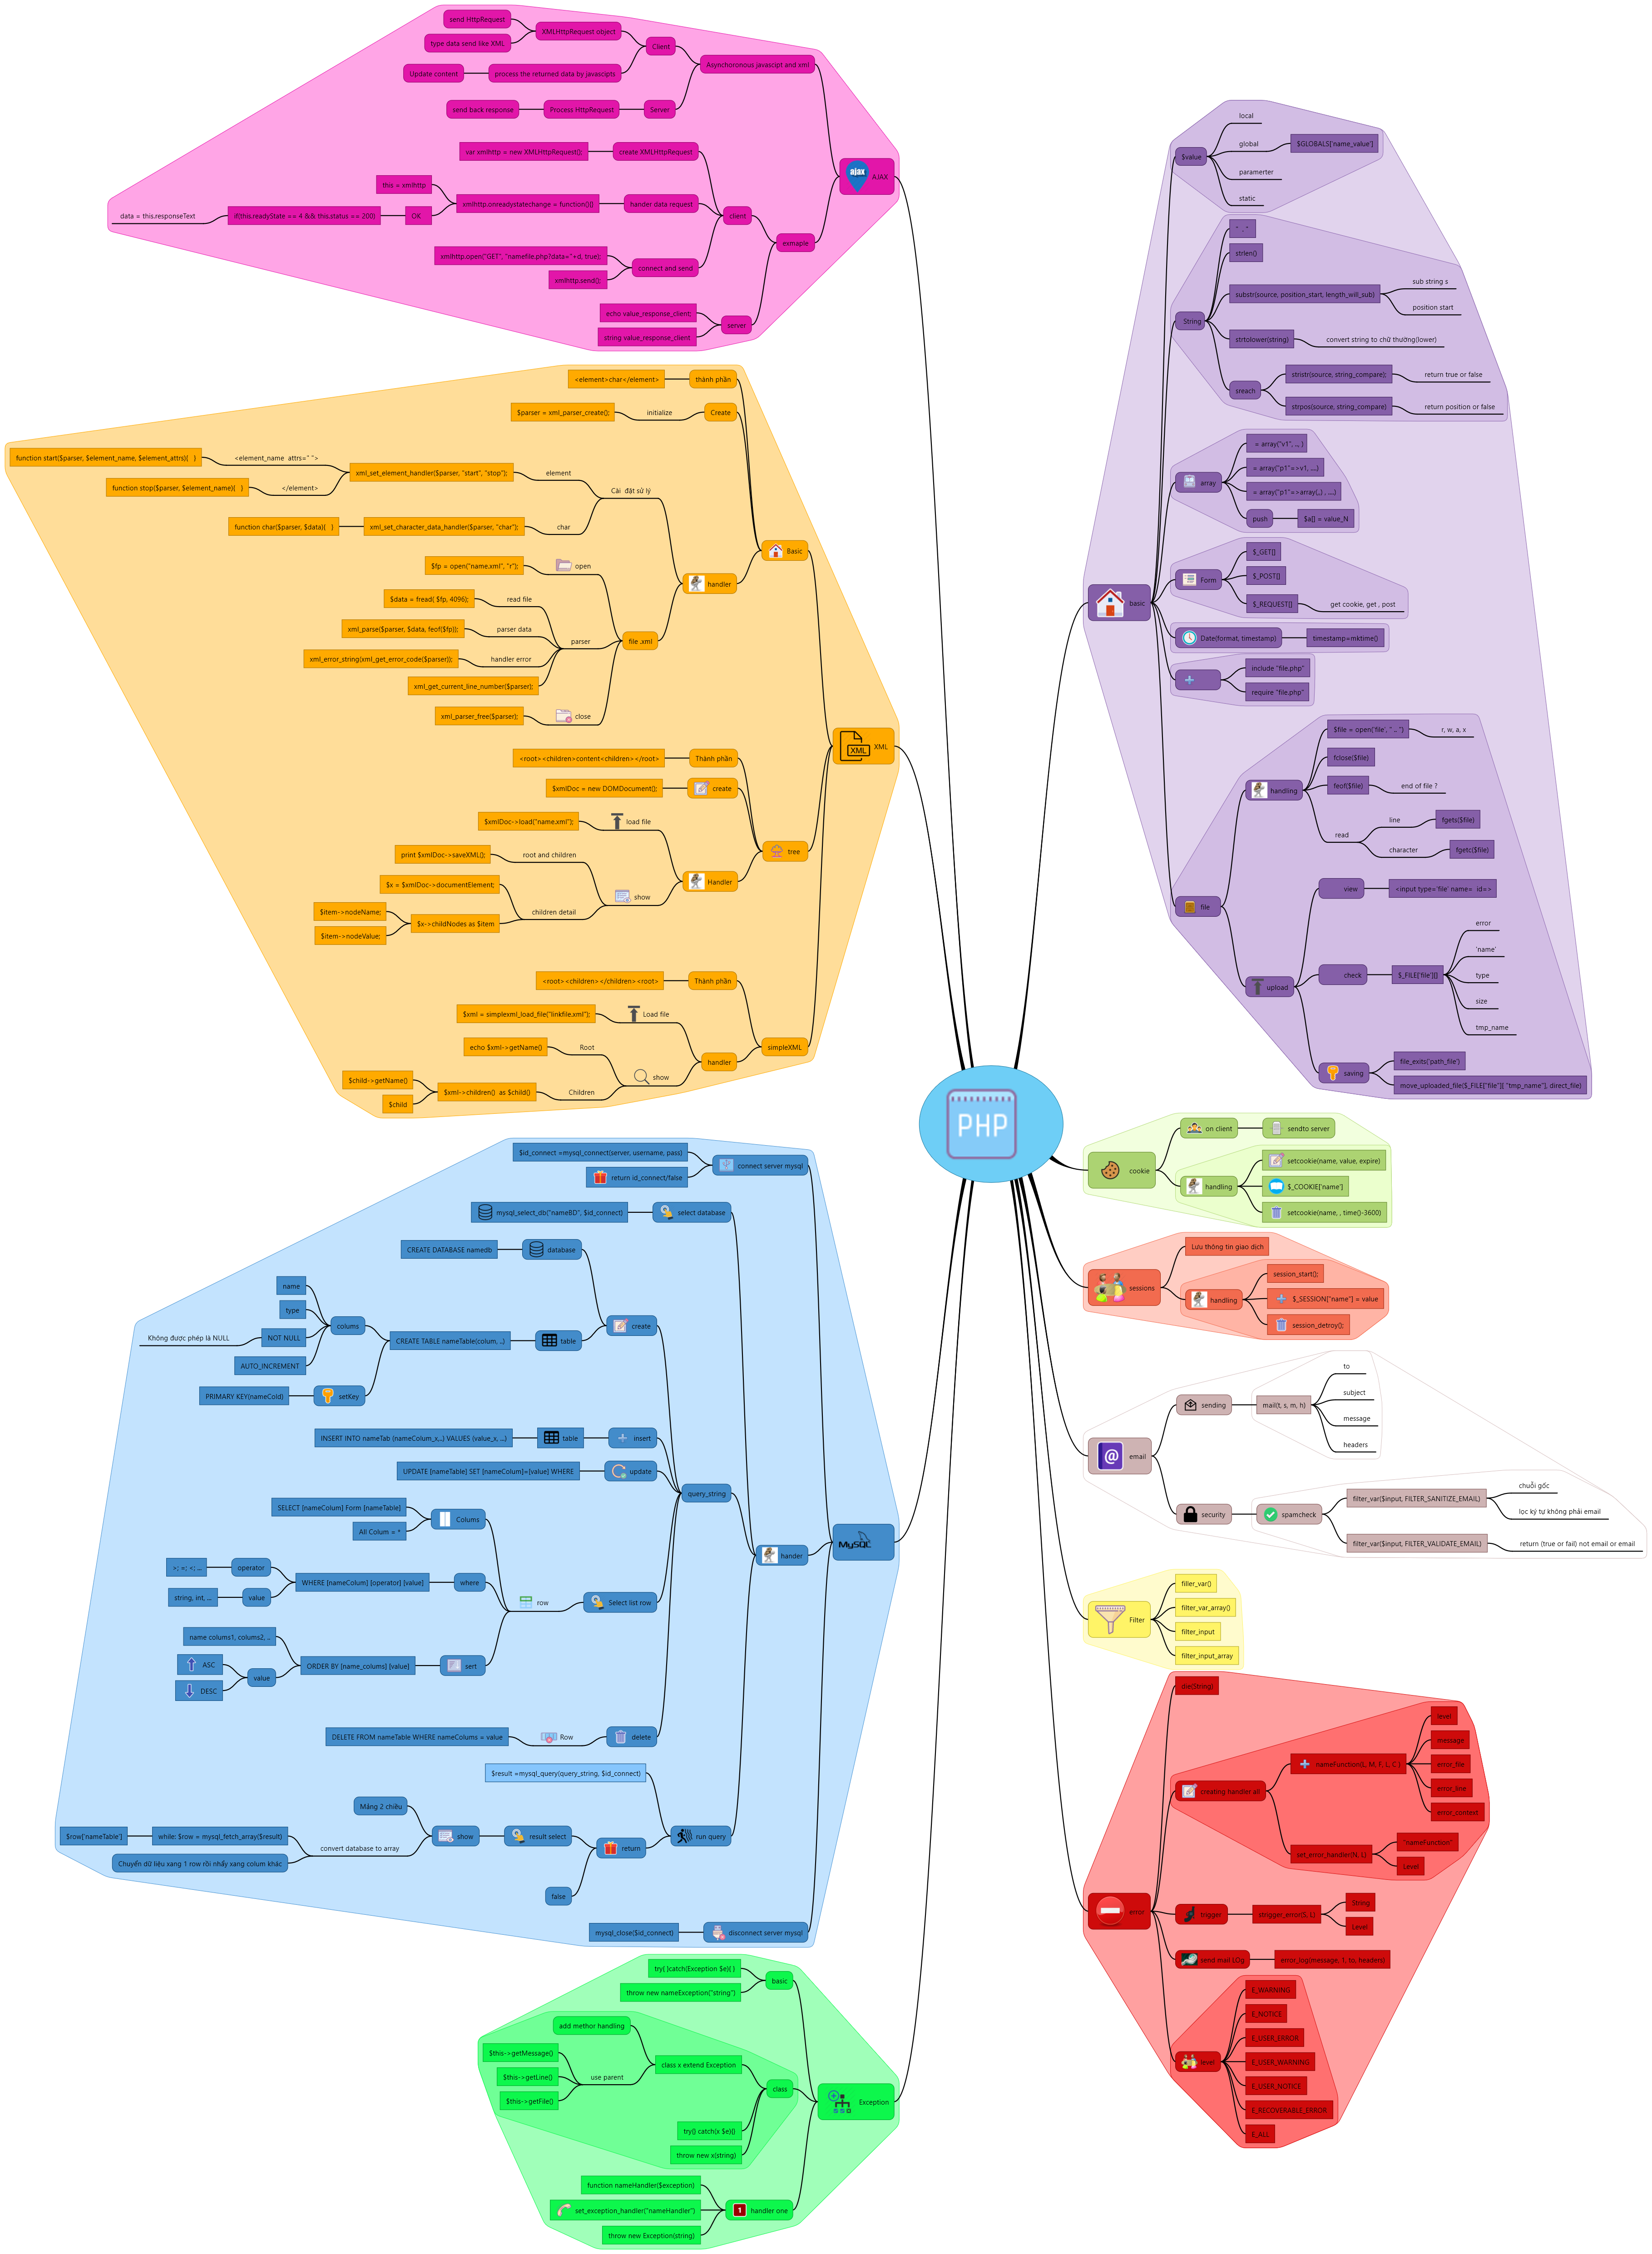 PHP
AJAX
ajax
Asynchoronous javascipt and xml
Client
XMLHttpRequest object
send HttpRequest
type data send like XML
process the returned data by javascipts
Update content
Server
Process HttpRequest
send back response
exmaple
client
create XMLHttpRequest
var xmlhttp = new XMLHttpRequest();
hander data request
xmlhttp.onreadystatechange = function(){}
this = xmlhttp
OK
if(this.readyState == 4 && this.status == 200)
data = this.responseText
connect and send
xmlhttp.open("GET", "namefile.php?data="+d, true);
xmlhttp.send();
server
echo value_response_client;
string value_response_client
XML
XML
Basic
thành phần
<element>char</element>
Create
initialize
$parser = xml_parser_create();
handler
Cài đặt sử lý
element
xml_set_element_handler($parser, "start", "stop");
<element_name attrs=" ">
function start($parser, $element_name, $element_attrs){ }
</element>
function stop($parser, $element_name){ }
char
xml_set_character_data_handler($parser, "char");
function char($parser, $data){ }
file .xml
open
$fp = open("name.xml", "r");
parser
read file
$data = fread( $fp, 4096);
parser data
xml_parse($parser, $data, feof($fp));
handler error
xml_error_string(xml_get_error_code($parser));
xml_get_current_line_number($parser);
close
xml_parser_free($parser);
tree
Thành phần
<root><children>content<children></root>
create
$xmlDoc = new DOMDocument();
Handler
load file
$xmlDoc->load("name.xml");
show
root and children
print $xmlDoc->saveXML();
children detail
$x = $xmlDoc->documentElement;
$x->childNodes as $item
$item->nodeName;
$item->nodeValue;
simpleXML
Thành phần
<root><children></children><root>
handler
Load file
$xml = simplexml_load_file("linkfile.xml");
show
Root
echo $xml->getName()
Children
$xml->children() as $child()
$child->getName()
$child
MySQL
connect server mysql
$id_connect =mysql_connect(server, username, pass)
return id_connect/false
hander
select database
mysql_select_db("nameBD", $id_connect)
query_string
create
database
CREATE DATABASE namedb
table
CREATE TABLE nameTable(colum, ..)
colums
name
type
NOT NULL
Không được phép là NULL
AUTO_INCREMENT
setKey
PRIMARY KEY(nameCold)
insert
table
INSERT INTO nameTab (nameColum_x...) VALUES (value_x, ...)
update
UPDATE [nameTable] SET [nameColum]=[value] WHERE
Select list row
row
Colums
SELECT [nameColum] Form [nameTable]
All Colum = *
where
WHERE [nameColum] [operator] [value]
operator
>; =; <; ...
value
string, int, ...
sert
ORDER BY [name_colums] [value]
name colums1, colums2, ..
value
ASC
DESC
delete
Row
DELETE FROM nameTable WHERE nameColums = value
run query
$result =mysql_query(query_string, $id_connect)
return
result select
show
Mảng 2 chiều
convert database to array
while: $row = mysql_fetch_array($result)
$row['nameTable']
Chuyển dữ liệu xang 1 row rồi nhẩy xang colum khác
false
disconnect server mysql
mysql_close($id_connect)
Exception
basic
try{ }catch(Exception $e){ }
throw new nameException("string")
class
class x extend Exception
add methor handling
use parent
$this->getMessage()
$this->getLine()
$this->getFile()
try{} catch(x $e){}
throw new x(string)
handler one
1
function nameHandler($exception)
set_exception_handler("nameHandler")
throw new Exception(string)
basic
$value
local
global
$GLOBALS['name_value']
paramerter
static
String
" . "
strlen()
substr(source, position_start, length_will_sub)
sub string s
position start
strtolower(string)
convert string to chữ thường(lower)
sreach
stristr(source, string_compare);
return true or false
strpos(source, string_compare)
return position or false
array
= array("v1", .., )
= array("p1"=>v1, ....)
= array("p1"=>array(,,) , ....)
push
$a[] = value_N
Form
$_GET[]
$_POST[]
$_REQUEST[]
get cookie, get , post
Date(format, timestamp)
timestamp=mktime()
include "file.php"
require "file.php"
file
handling
$file = open('file', " .. ")
r, w, a, x
fclose($file)
feof($file)
end of file ?
read
line
fgets($file)
character
fgetc($file)
upload
view
<input type='file' name= id=>
check
$_FILE['file'][]
error
'name'
type
size
tmp_name
saving
file_exits('path_file')
move_uploaded_file($_FILE["file"][ "tmp_name"], direct_file)
cookie
on client
sendto server
handling
setcookie(name, value, expire)
$_COOKIE['name']
setcookie(name, , time()-3600)
sessions
Lưu thông tin giao dịch
handling
session_start();
$_SESSION["name"] = value
session_detroy();
email
sending
mail(t, s, m, h)
to
subject
message
headers
security
spamcheck
filter_var($input, FILTER_SANITIZE_EMAIL)
chuỗi gốc
lọc ký tự không phải email
filter_var($input, FILTER_VALIDATE_EMAIL)
return (true or fail) not email or email
Filter
filler_var()
filter_var_array()
filter_input
filter_input_array
error
die(String)
creating handler all
nameFunction(L, M, F, L, C )
level
message
error_file
error_line
error_context
set_error_handler(N, L)
"nameFunction"
Level
trigger
strigger_error(S, L)
String
Level
send mail LOg
error_log(message, 1, to, headers)
level
E_WARNING
E_NOTICE
E_USER_ERROR
E_USER_WARNING
E_USER_NOTICE
E_RECOVERABLE_ERROR
E_ALL